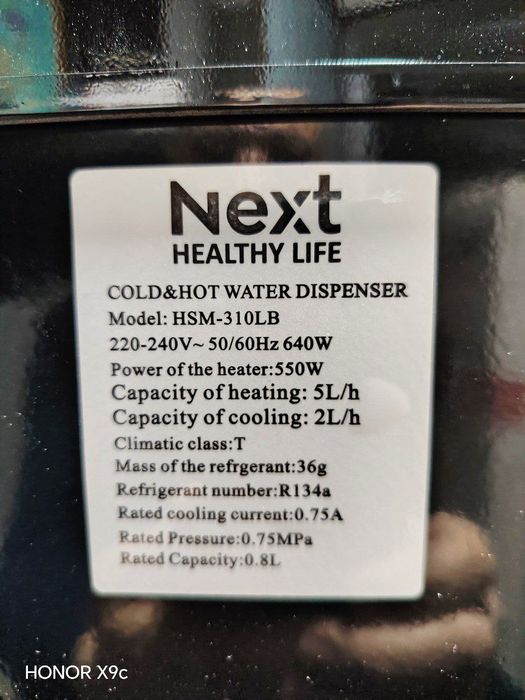 Next
HEALTHY LIFE
COLD&HOT WATER DISPENSER
Model: HSM-310LB
220-240V~ 50/60Hz 640W
Power of the heater:550W
Capacity of heating: 5L/h
Capacity of cooling: 2L/h
Climatic class:T
Mass of the refrgerant:36g
Refrigerant number:R134a
Rated cooling current:0.75A
Rated Pressure:0.75MPa
Rated Capacity:0.8L
HONOR X9c